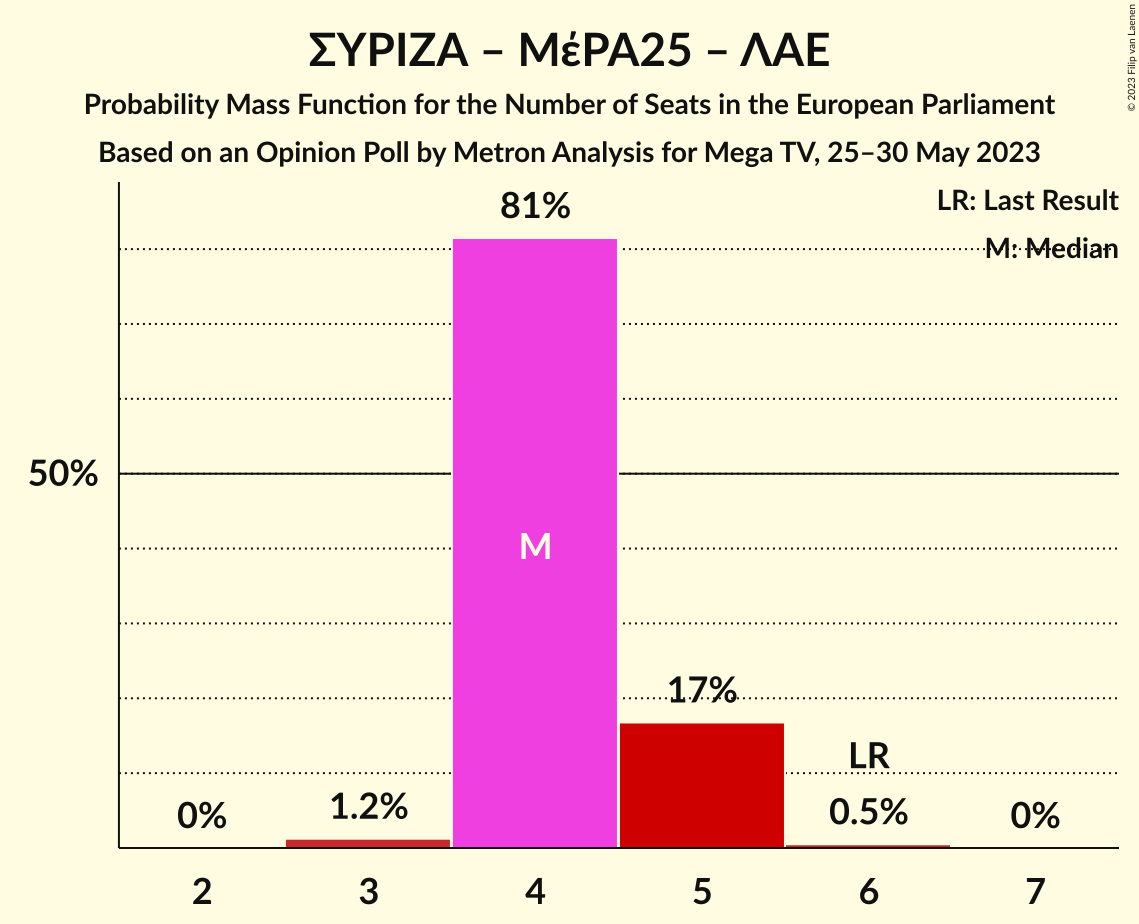 ΣΥΡΙΖΑ – ΜέΡΑ25 – ΛΑΕ
Probability Mass Function for the Number of Seats in the European Parliament
Based on an Opinion Poll by Metron Analysis for Mega TV, 25–30 May 2023
© 2023 Filip van Laenen
LR: Last Result
M: Median
81%
50%
M
17%
LR
0%
1.2%
0.5%
0%
2 3 4 5 6 7